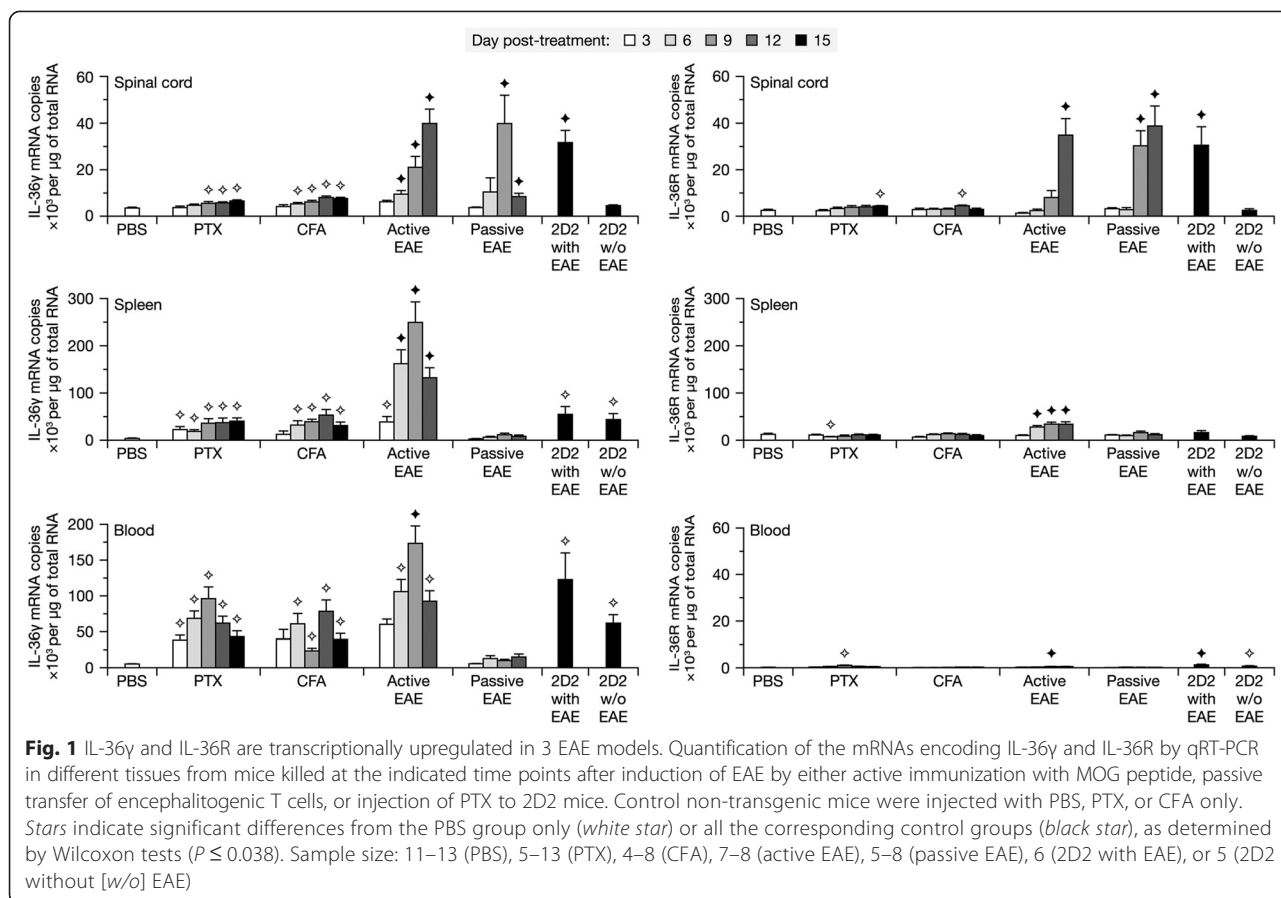 Day post-treatment: 3 6 9 12 15
Spinal cord
IL-36γ mRNA copies
×10³ per µg of total RNA
60
40
20
0
PBS PTX CFA Active EAE Passive EAE 2D2 with EAE 2D2 w/o EAE
Spinal cord
IL-36R mRNA copies
×10³ per µg of total RNA
60
40
20
0
PBS PTX CFA Active EAE Passive EAE 2D2 with EAE 2D2 w/o EAE
Spleen
IL-36γ mRNA copies
×10³ per µg of total RNA
300
200
100
0
PBS PTX CFA Active EAE Passive EAE 2D2 with EAE 2D2 w/o EAE
Spleen
IL-36R mRNA copies
×10³ per µg of total RNA
300
200
100
0
PBS PTX CFA Active EAE Passive EAE 2D2 with EAE 2D2 w/o EAE
Blood
IL-36γ mRNA copies
×10³ per µg of total RNA
200
150
100
50
0
PBS PTX CFA Active EAE Passive EAE 2D2 with EAE 2D2 w/o EAE
Blood
IL-36R mRNA copies
×10³ per µg of total RNA
60
40
20
0
PBS PTX CFA Active EAE Passive EAE 2D2 with EAE 2D2 w/o EAE
Fig. 1 IL-36γ and IL-36R are transcriptionally upregulated in 3 EAE models. Quantification of the mRNAs encoding IL-36γ and IL-36R by qRT-PCR
in different tissues from mice killed at the indicated time points after induction of EAE by either active immunization with MOG peptide, passive
transfer of encephalitogenic T cells, or injection of PTX to 2D2 mice. Control non-transgenic mice were injected with PBS, PTX, or CFA only.
Stars indicate significant differences from the PBS group only (white star) or all the corresponding control groups (black star), as determined
by Wilcoxon tests (P ≤ 0.038). Sample size: 11–13 (PBS), 5–13 (PTX), 4–8 (CFA), 7–8 (active EAE), 5–8 (passive EAE), 6 (2D2 with EAE), or 5 (2D2
without [w/o] EAE)